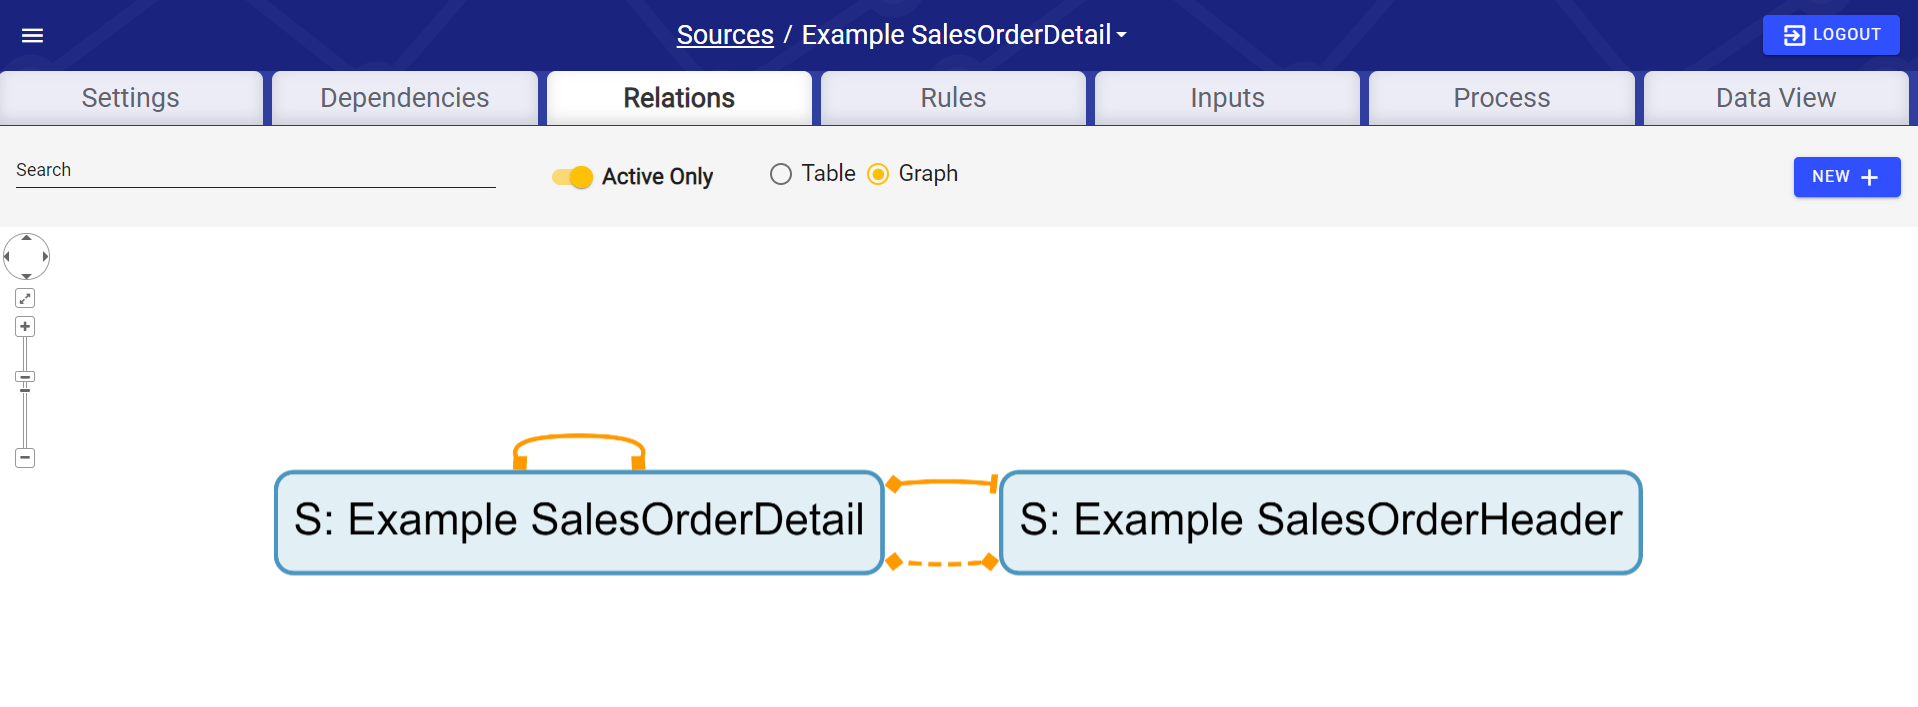 Sources / Example SalesOrderDetail
LOGOUT
Settings Dependencies Relations Rules Inputs Process Data View
Search Active Only Table Graph NEW
S: Example SalesOrderDetail S: Example SalesOrderHeader